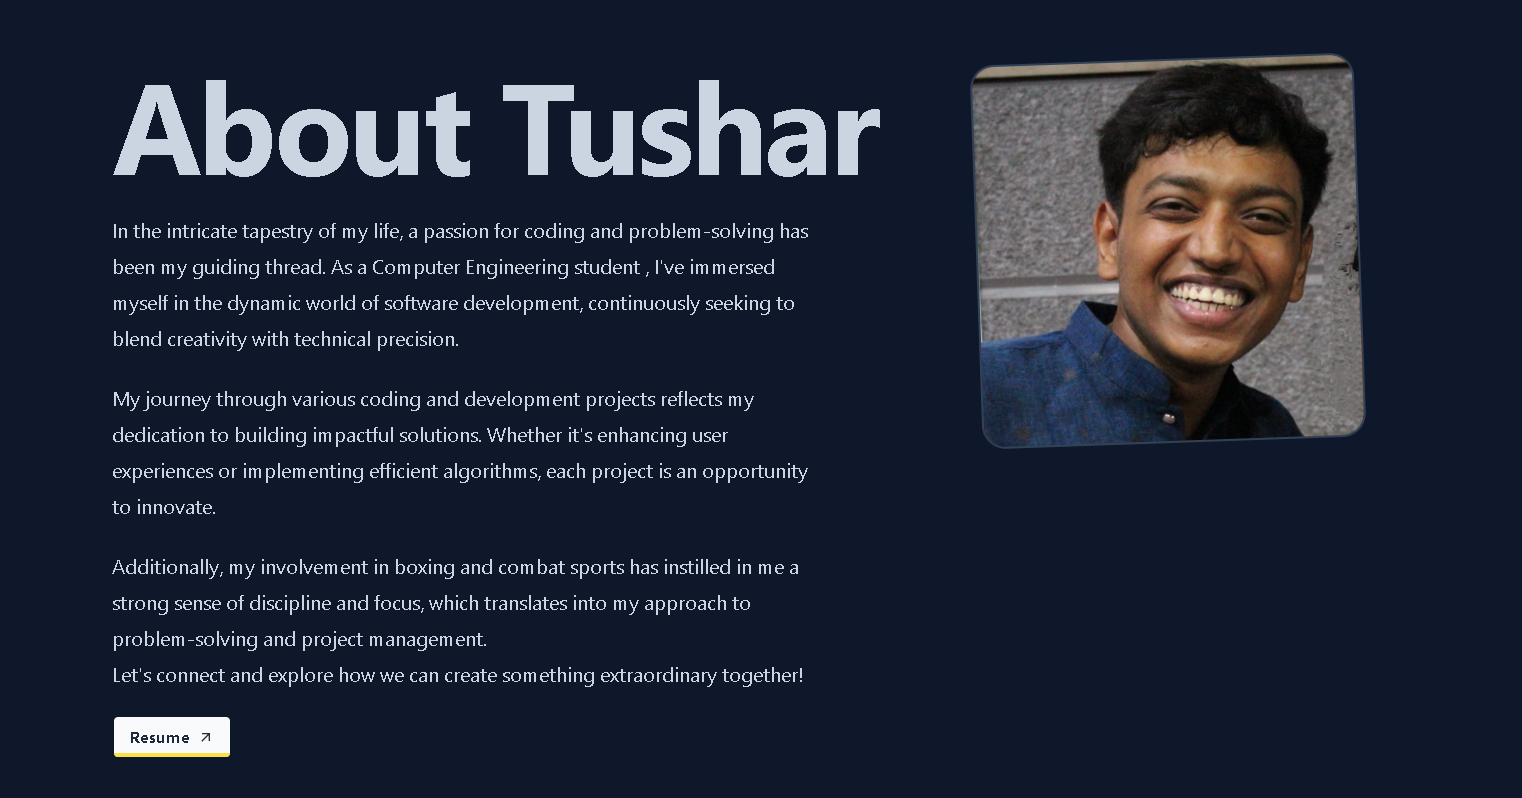 About Tushar
In the intricate tapestry of my life, a passion for coding and problem-solving has
been my guiding thread. As a Computer Engineering student , I've immersed
myself in the dynamic world of software development, continuously seeking to
blend creativity with technical precision.
My journey through various coding and development projects reflects my
dedication to building impactful solutions. Whether it's enhancing user
experiences or implementing efficient algorithms, each project is an opportunity
to innovate.
Additionally, my involvement in boxing and combat sports has instilled in me a
strong sense of discipline and focus, which translates into my approach to
problem-solving and project management.
Let's connect and explore how we can create something extraordinary together!
Resume